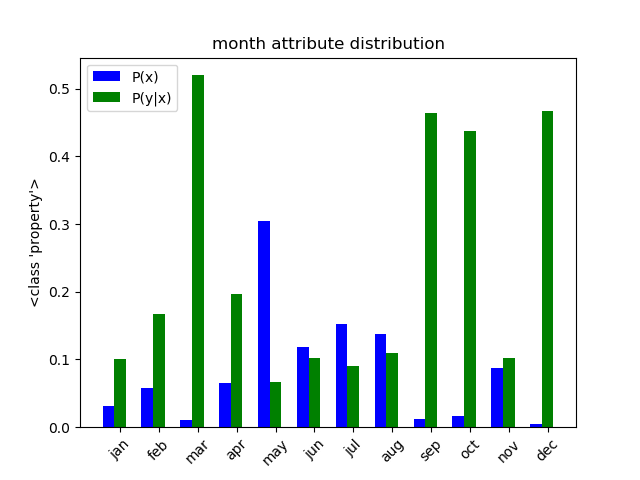 month attribute distribution
P(x)
P(y|x)
<class 'property'>
0.5
0.4
0.3
0.2
0.1
0.0
jan
feb
mar
apr
may
jun
jul
aug
sep
oct
nov
dec